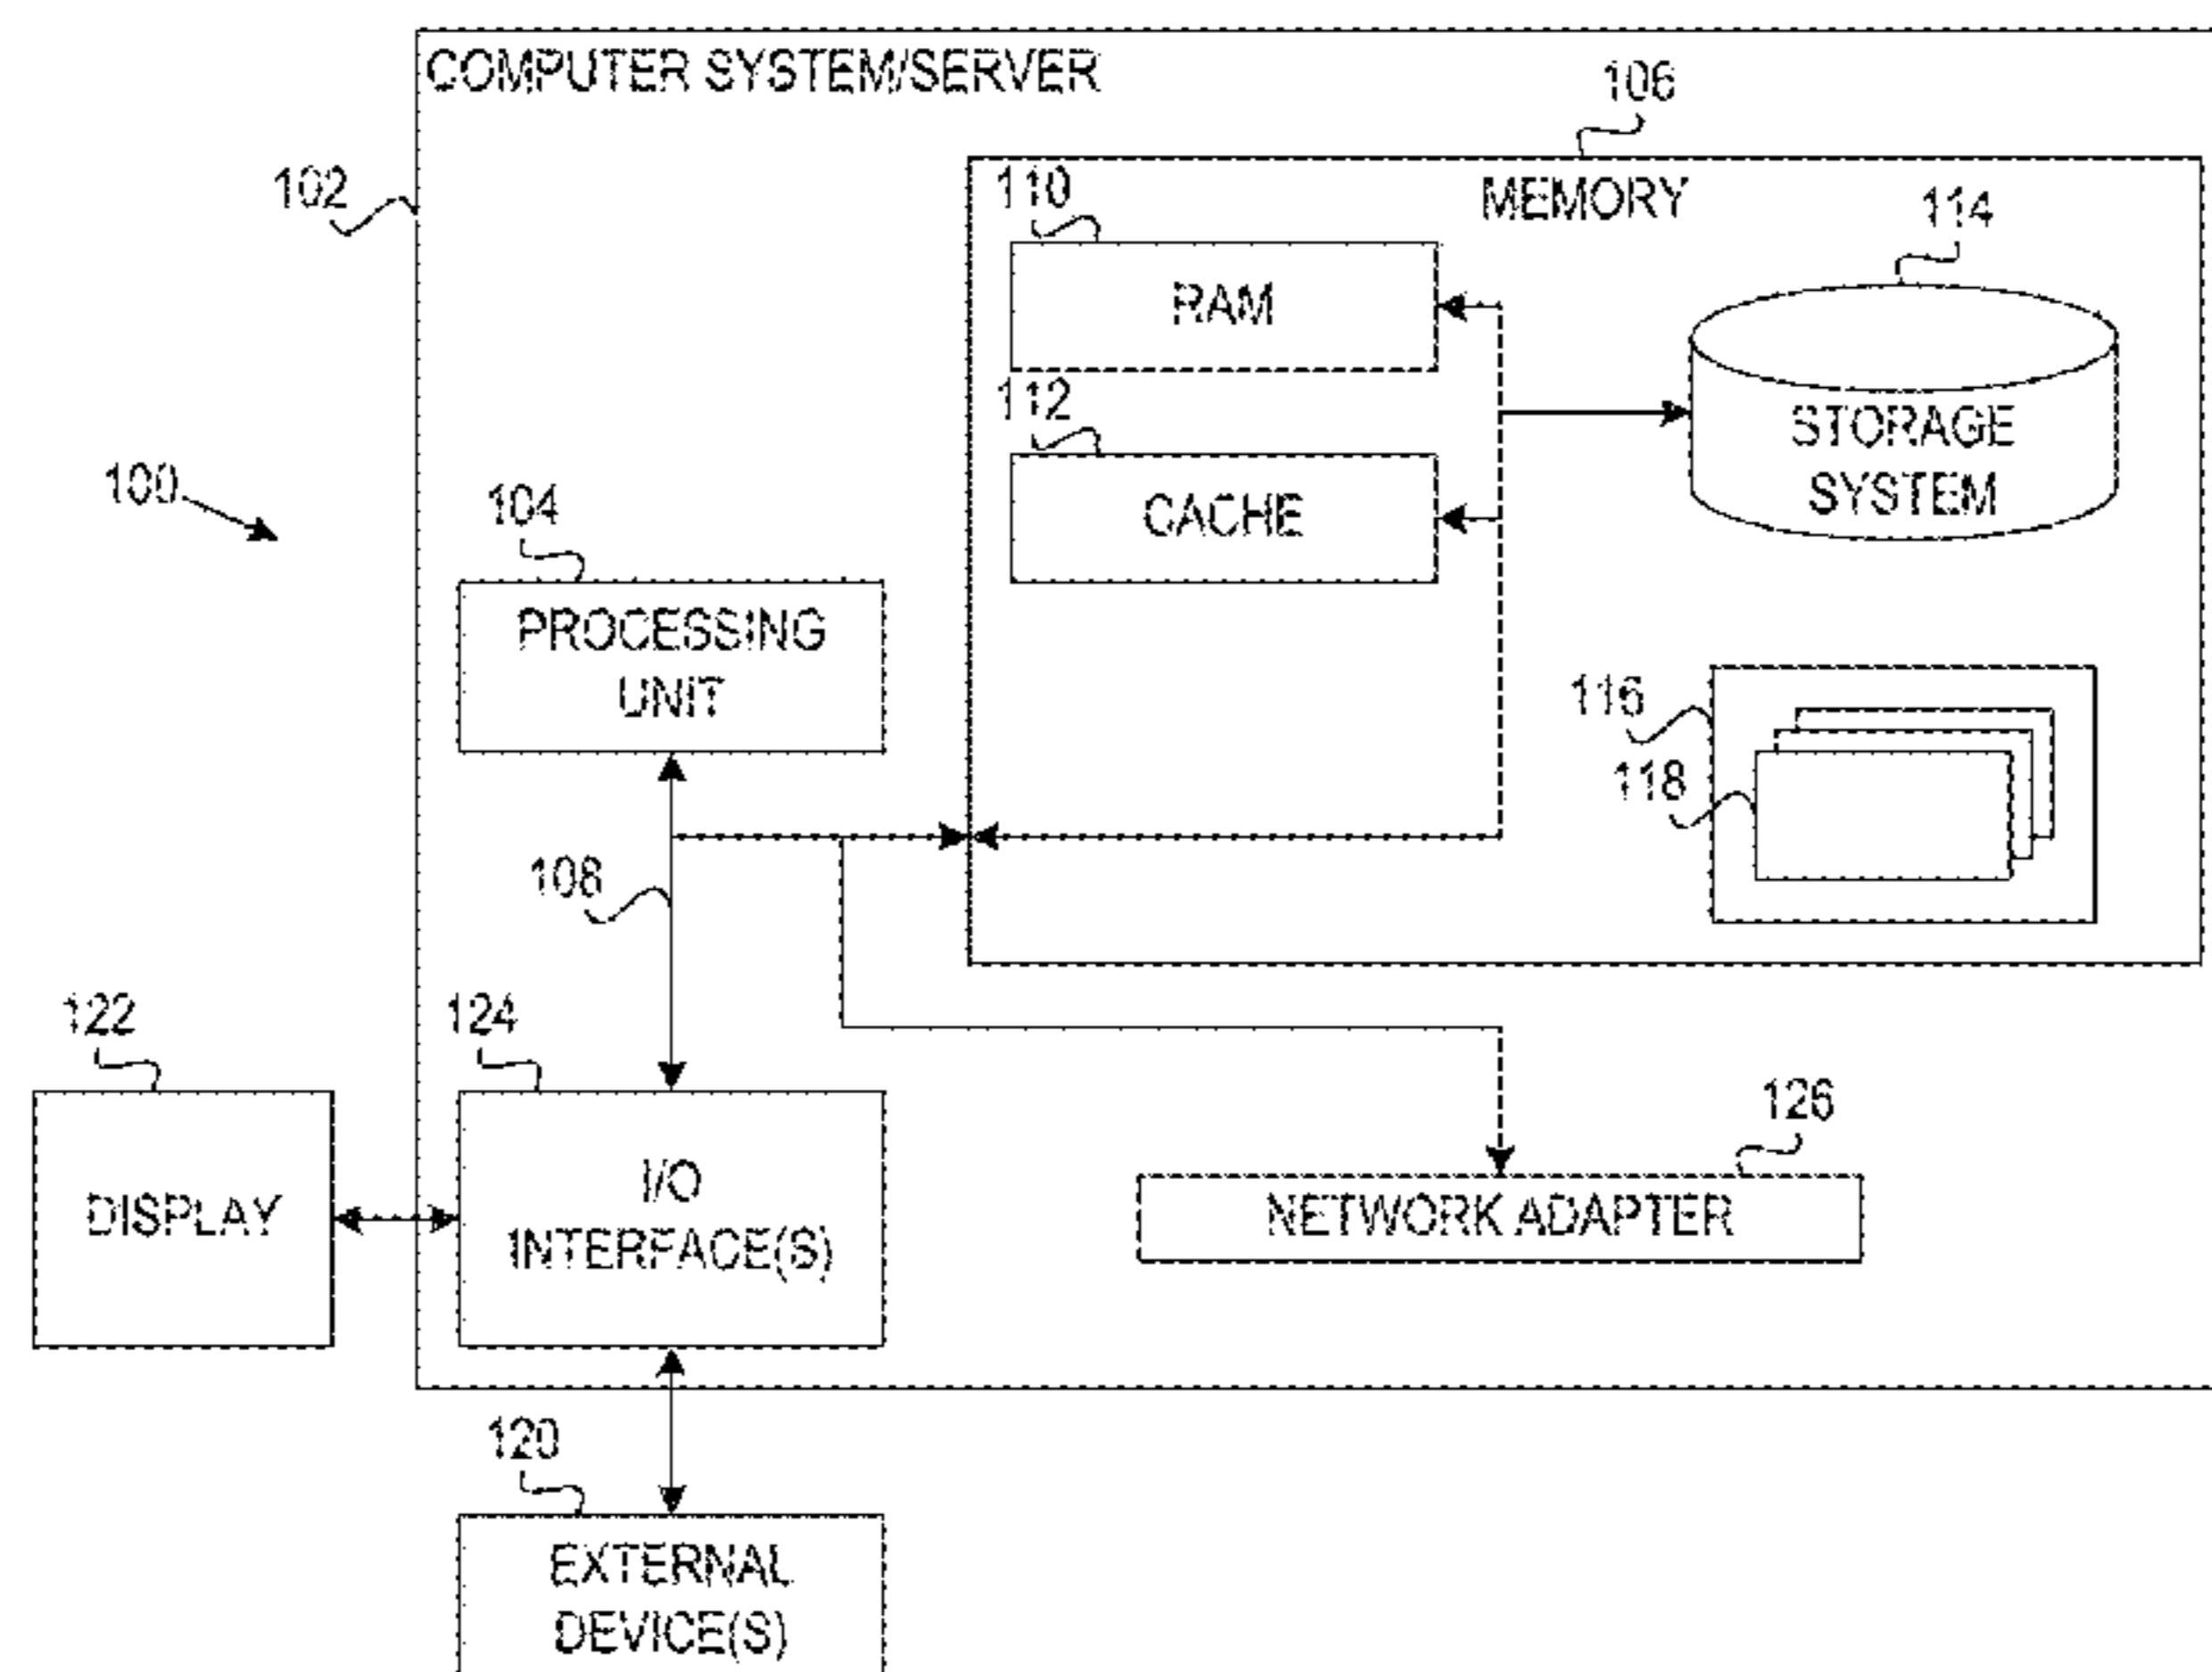 COMPUTER SYSTEM/SERVER
106
102
110
MEMORY
114
RAM
112
STORAGE
SYSTEM
CACHE
100
104
PROCESSING
UNIT
116
118
108
122
124
126
DISPLAY
I/O
INTERFACE(S)
NETWORK ADAPTER
120
EXTERNAL
DEVICE(S)